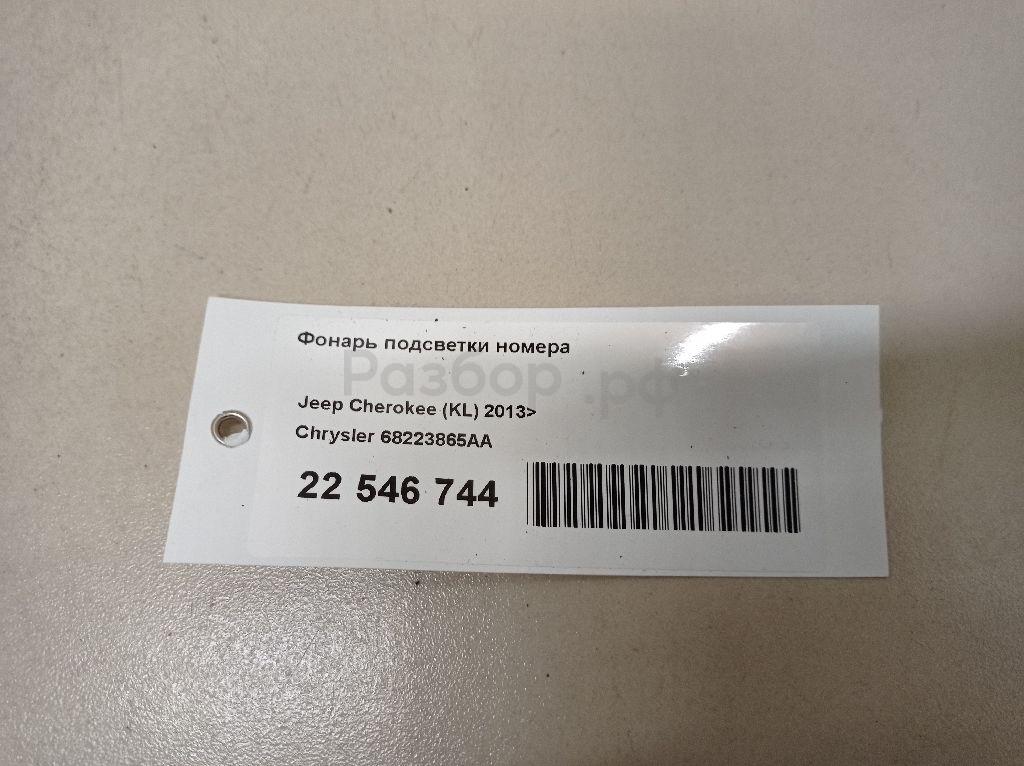 Фонарь подсветки номера
Разбор.рф
Jeep Cherokee (KL) 2013>
Chrysler 68223865AA
22 546 744